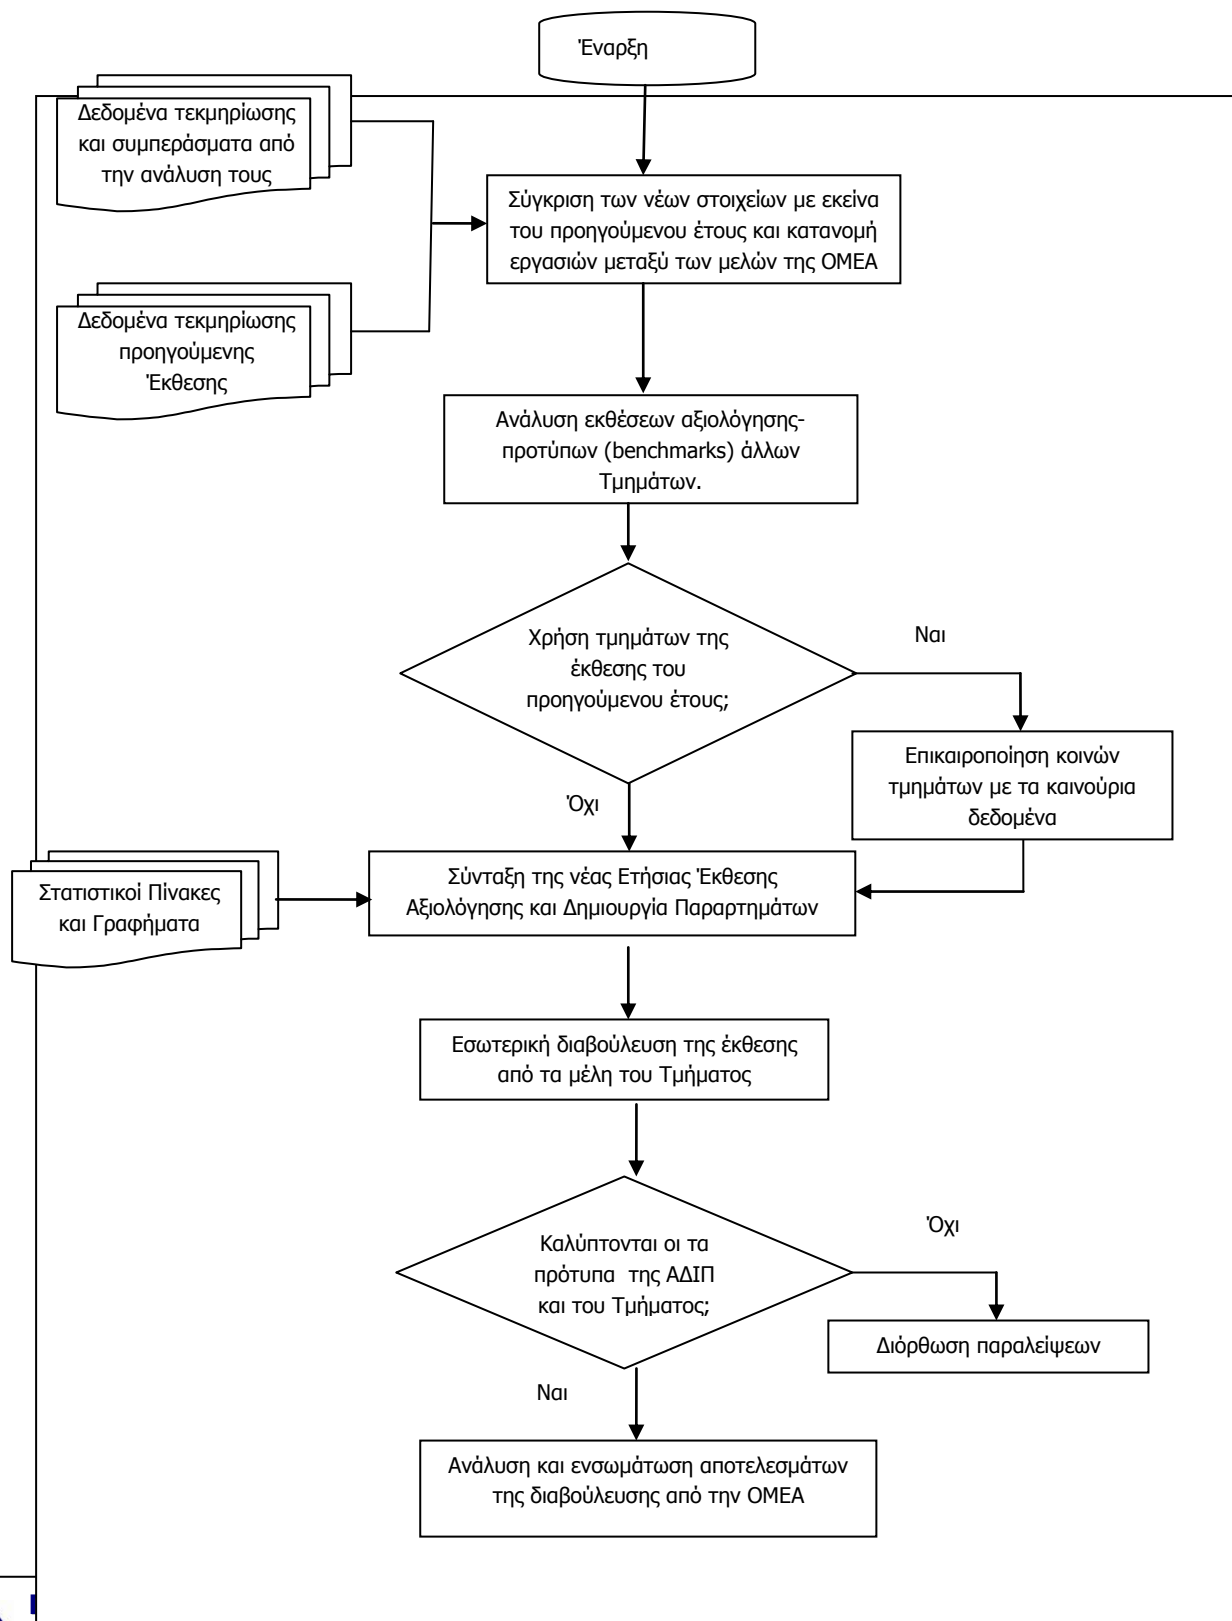 Έναρξη
Δεδομένα τεκμηρίωσης
και συμπεράσματα από
την ανάλυση τους
Σύγκριση των νέων στοιχείων με εκείνα
του προηγούμενου έτους και κατανομή
εργασιών μεταξύ των μελών της ΟΜΕΑ
Δεδομένα τεκμηρίωσης
προηγούμενης
Έκθεσης
Ανάλυση εκθέσεων αξιολόγησης-
προτύπων (benchmarks) άλλων
Τμημάτων.
Χρήση τμημάτων της
έκθεσης του
προηγούμενου έτους;
Ναι
Επικαιροποίηση κοινών
τμημάτων με τα καινούρια
δεδομένα
Όχι
Στατιστικοί Πίνακες
και Γραφήματα
Σύνταξη της νέας Ετήσιας Έκθεσης
Αξιολόγησης και Δημιουργία Παραρτημάτων
Εσωτερική διαβούλευση της έκθεσης
από τα μέλη του Τμήματος
Καλύπτονται οι τα
πρότυπα  της ΑΔΙΠ
και του Τμήματος;
Όχι
Διόρθωση παραλείψεων
Ναι
Ανάλυση και ενσωμάτωση αποτελεσμάτων
της διαβούλευσης από την ΟΜΕΑ